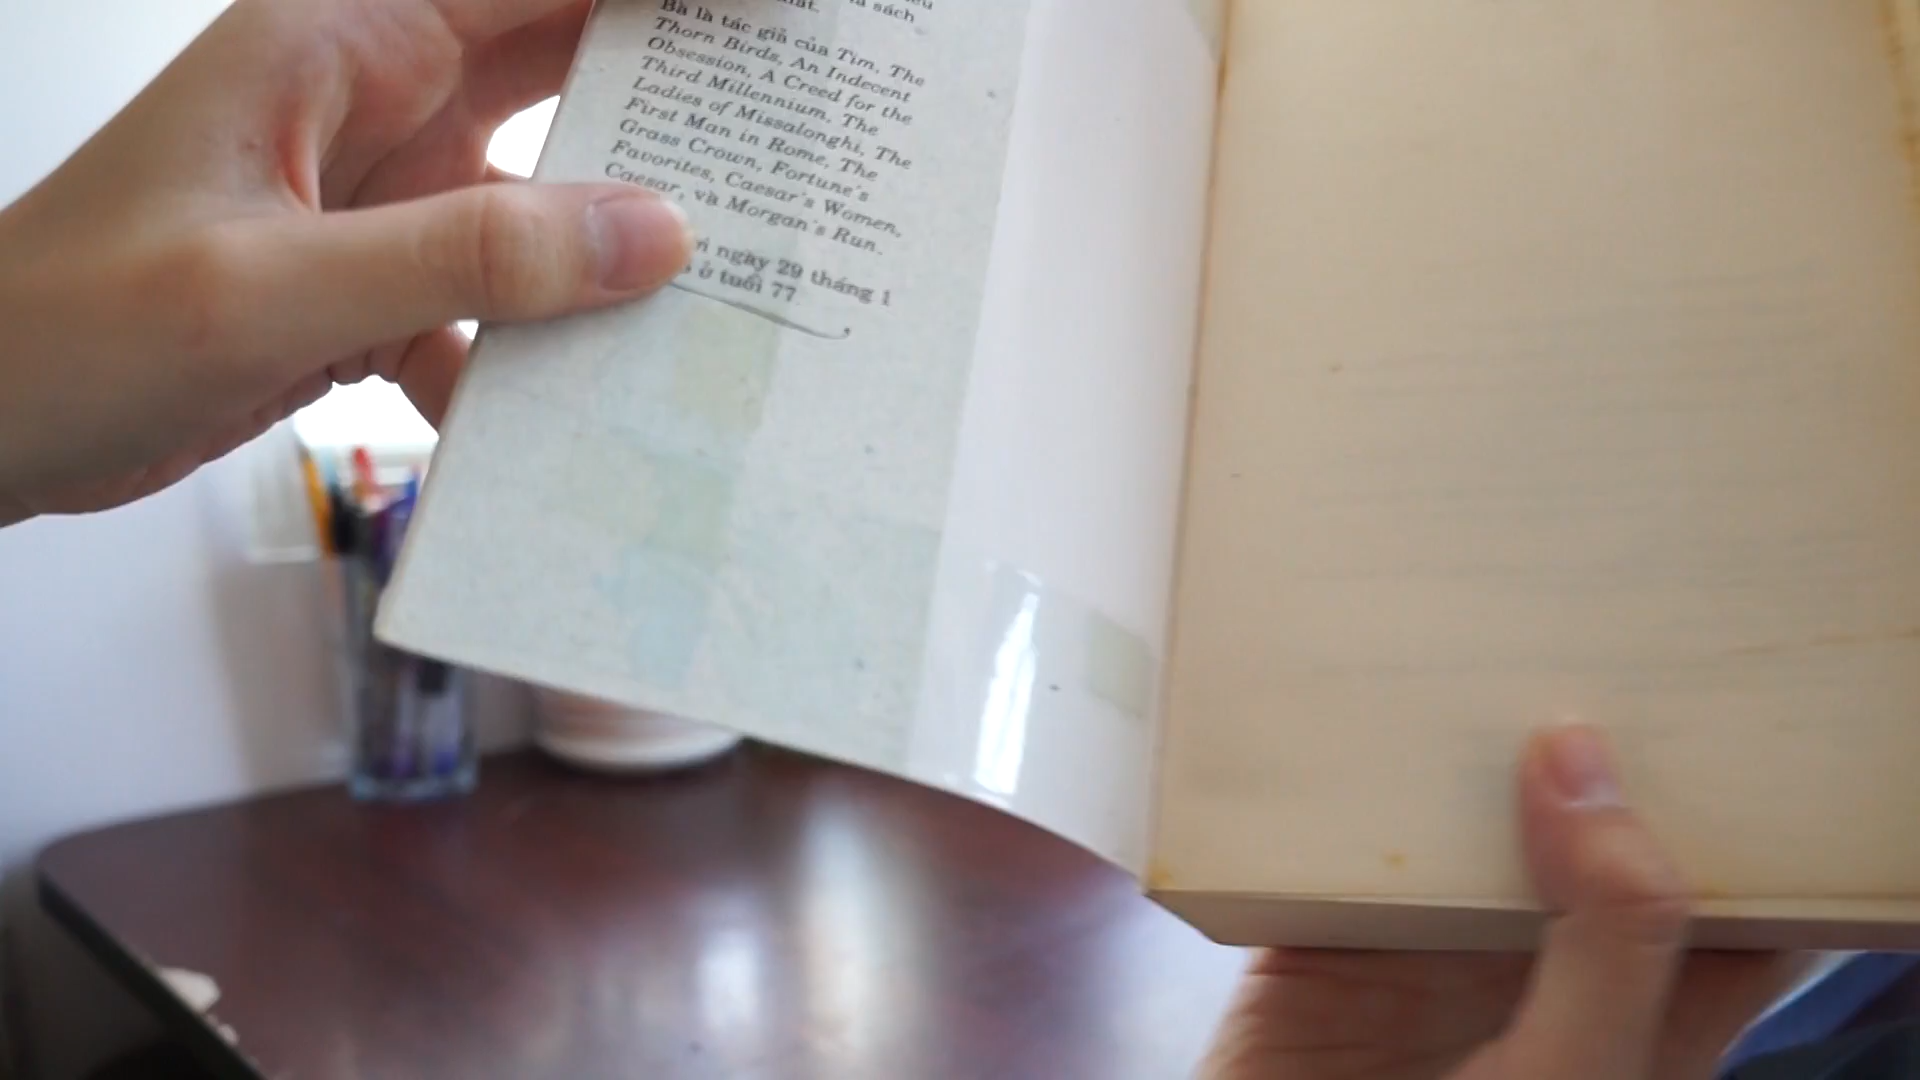 là sách
Bà là tác giả của Tim, The
Thorn Birds, An Indecent
Obsession, A Creed for the
Third Millennium, The
Ladies of Missalonghi, The
First Man in Rome, The
Grass Crown, Fortune's
Favorites, Caesar's Women,
Caesar, và Morgan's Run.
ngày 29 tháng 1
ở tuổi 77